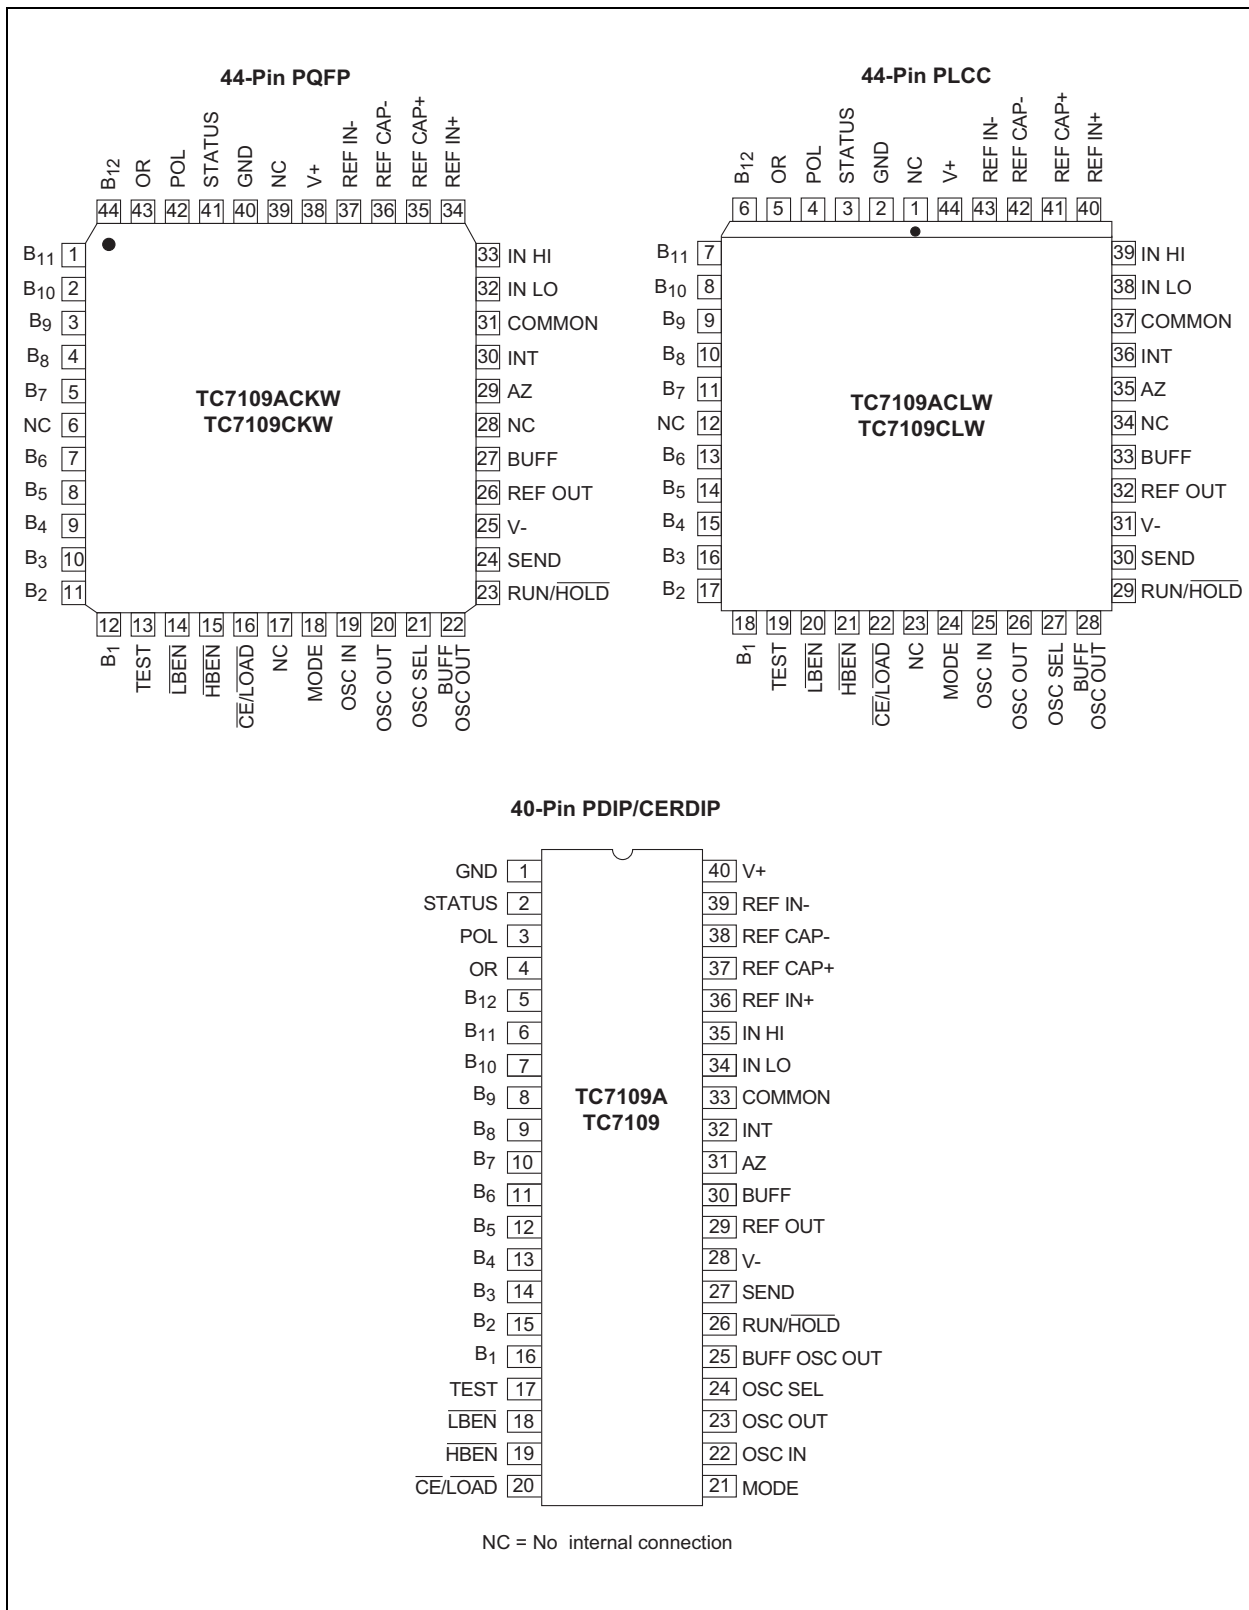 44-Pin PQFP
B12 OR POL STATUS GND NC V+ REF IN- REF CAP- REF CAP+ REF IN+
44 43 42 41 40 39 38 37 36 35 34
B11 1 33 IN HI
B10 2 32 IN LO
B9 3 31 COMMON
B8 4 30 INT
B7 5 29 AZ
NC 6 28 NC
B6 7 27 BUFF
B5 8 26 REF OUT
B4 9 25 V-
B3 10 24 SEND
B2 11 23 RUN/HOLD
TC7109ACKW
TC7109CKW
12 13 14 15 16 17 18 19 20 21 22
B1 TEST LBEN HBEN CE/LOAD NC MODE OSC IN OSC OUT OSC SEL BUFF OSC OUT
44-Pin PLCC
B12 OR POL STATUS GND NC V+ REF IN- REF CAP- REF CAP+ REF IN+
6 5 4 3 2 1 44 43 42 41 40
B11 7 39 IN HI
B10 8 38 IN LO
B9 9 37 COMMON
B8 10 36 INT
B7 11 35 AZ
NC 12 34 NC
B6 13 33 BUFF
B5 14 32 REF OUT
B4 15 31 V-
B3 16 30 SEND
B2 17 29 RUN/HOLD
TC7109ACLW
TC7109CLW
18 19 20 21 22 23 24 25 26 27 28
B1 TEST LBEN HBEN CE/LOAD NC MODE OSC IN OSC OUT OSC SEL BUFF OSC OUT
40-Pin PDIP/CERDIP
GND 1 40 V+
STATUS 2 39 REF IN-
POL 3 38 REF CAP-
OR 4 37 REF CAP+
B12 5 36 REF IN+
B11 6 35 IN HI
B10 7 34 IN LO
B9 8 33 COMMON
B8 9 32 INT
B7 10 31 AZ
B6 11 30 BUFF
B5 12 29 REF OUT
B4 13 28 V-
B3 14 27 SEND
B2 15 26 RUN/HOLD
B1 16 25 BUFF OSC OUT
TEST 17 24 OSC SEL
LBEN 18 23 OSC OUT
HBEN 19 22 OSC IN
CE/LOAD 20 21 MODE
TC7109A
TC7109
NC = No internal connection